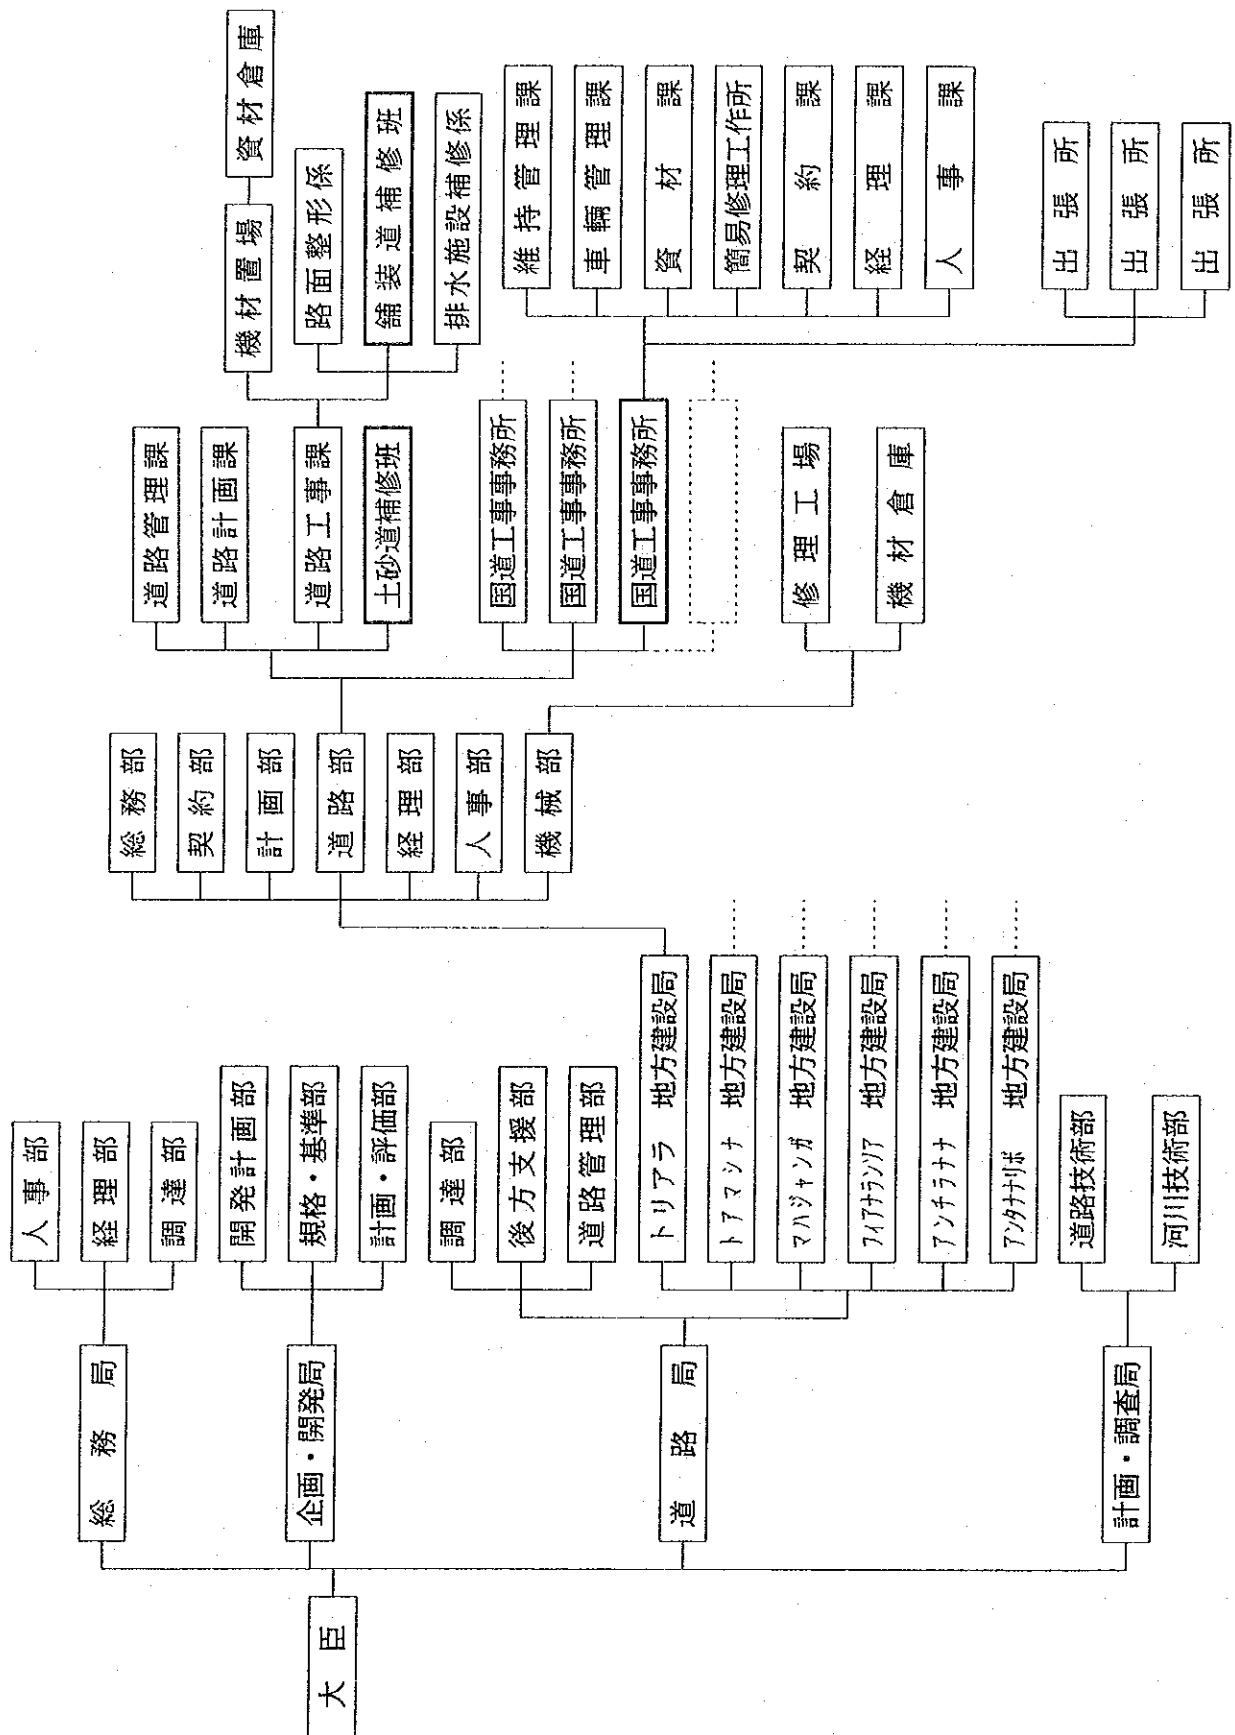 大臣
総務局
企画・開発局
道路局
計画・調査局
人事部
経理部
調達部
開発計画部
規格・基準部
計画・評価部
調達部
後方支援部
道路管理部
トリアラ 地方建設局
トアマシナ 地方建設局
マハジャンガ 地方建設局
フィアナランツア 地方建設局
アンチラナナ 地方建設局
アンタナナリボ 地方建設局
道路技術部
河川技術部
総務部
契約部
計画部
道路部
経理部
人事部
機械部
道路管理課
道路計画課
道路工事課
土砂道補修班
国道工事事務所
国道工事事務所
国道工事事務所
修理工場
機材倉庫
機材置場
資材倉庫
路面整形係
舗装道補修班
排水施設補修係
維持管理課
車輌管理課
資材課
簡易修理工作所
契約課
経理課
人事課
出張所
出張所
出張所